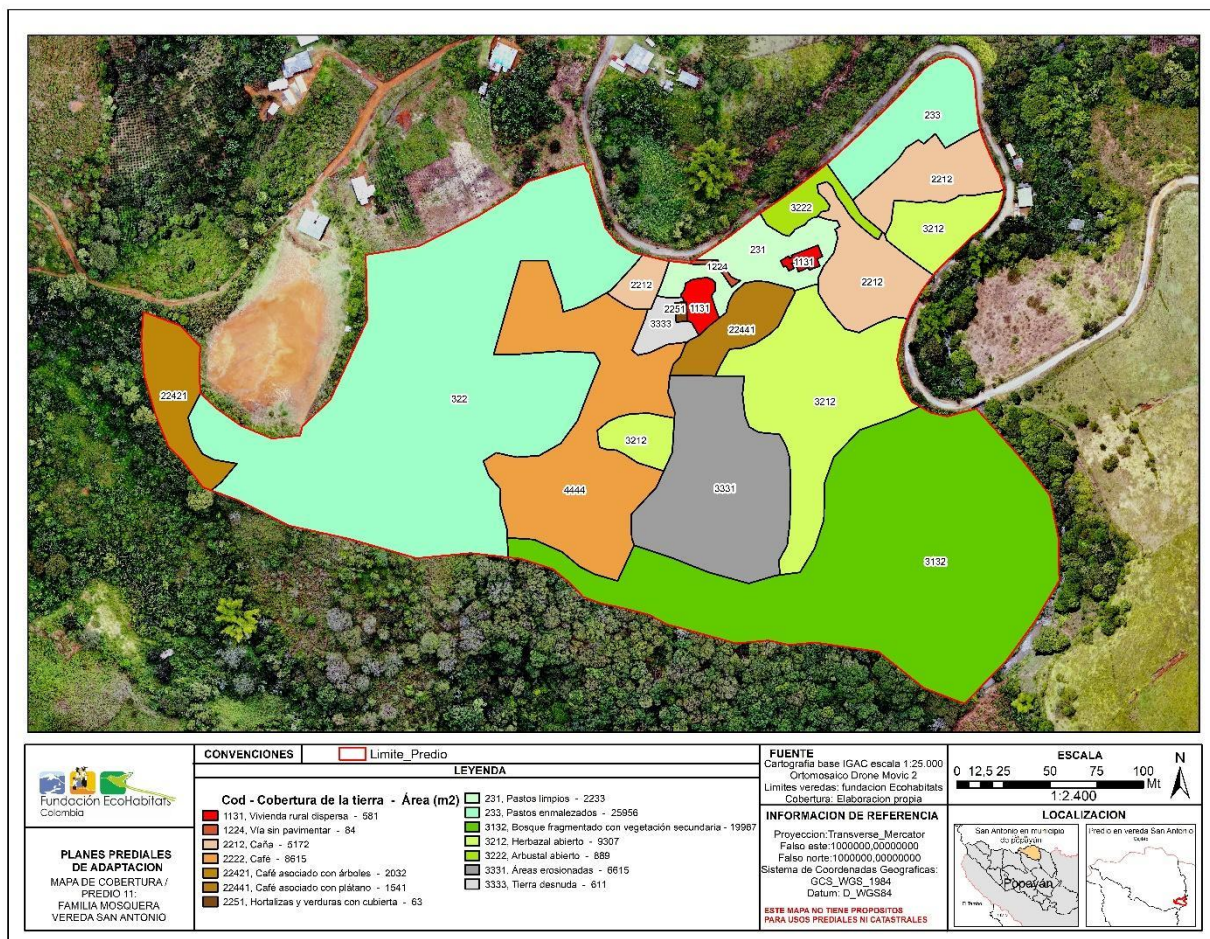 233
2212
3222
3212
231
1224
1131
2212
2212
2251
1131
3333
22441
22421
322
3212
3212
4444
3331
3132
Fundación EcoHabitats
Colombia
PLANES PREDIALES
DE ADAPTACION
MAPA DE COBERTURA /
PREDIO 11:
FAMILIA MOSQUERA
VEREDA SAN ANTONIO
CONVENCIONES
Limite_Predio
LEYENDA
Cod - Cobertura de la tierra - Área (m2)
1131, Vivienda rural dispersa - 581
1224, Vía sin pavimentar - 84
2212, Caña - 5172
2222, Café - 8615
22421, Café asociado con árboles - 2032
22441, Café asociado con plátano - 1541
2251, Hortalizas y verduras con cubierta - 63
231, Pastos limpios - 2233
233, Pastos enmalezados - 25956
3132, Bosque fragmentado con vegetación secundaria - 19987
3212, Herbazal abierto - 9307
3222, Arbustal abierto - 889
3331, Áreas erosionadas - 6615
3333, Tierra desnuda - 611
FUENTE
Cartografia base IGAC escala 1:25.000
Ortomosaico Drone Movic 2
Limites veredas: fundacion Ecohabitats
Cobertura: Elaboracion propia
INFORMACION DE REFERENCIA
Proyeccion:Transverse_Mercator
Falso este:1000000,00000000
Falso norte:1000000,00000000
Sistema de Coordenadas Geograficas:
GCS_WGS_1984
Datum: D_WGS84
ESTE MAPA NO TIENE PROPOSITOS
PARA USOS PREDIALES NI CATASTRALES
ESCALA
N
0 12,5 25 50 75 100
Mt
1:2.400
LOCALIZACION
San Antonio en municipio
de popayán
Popayán
Predio en vereda San Antonio